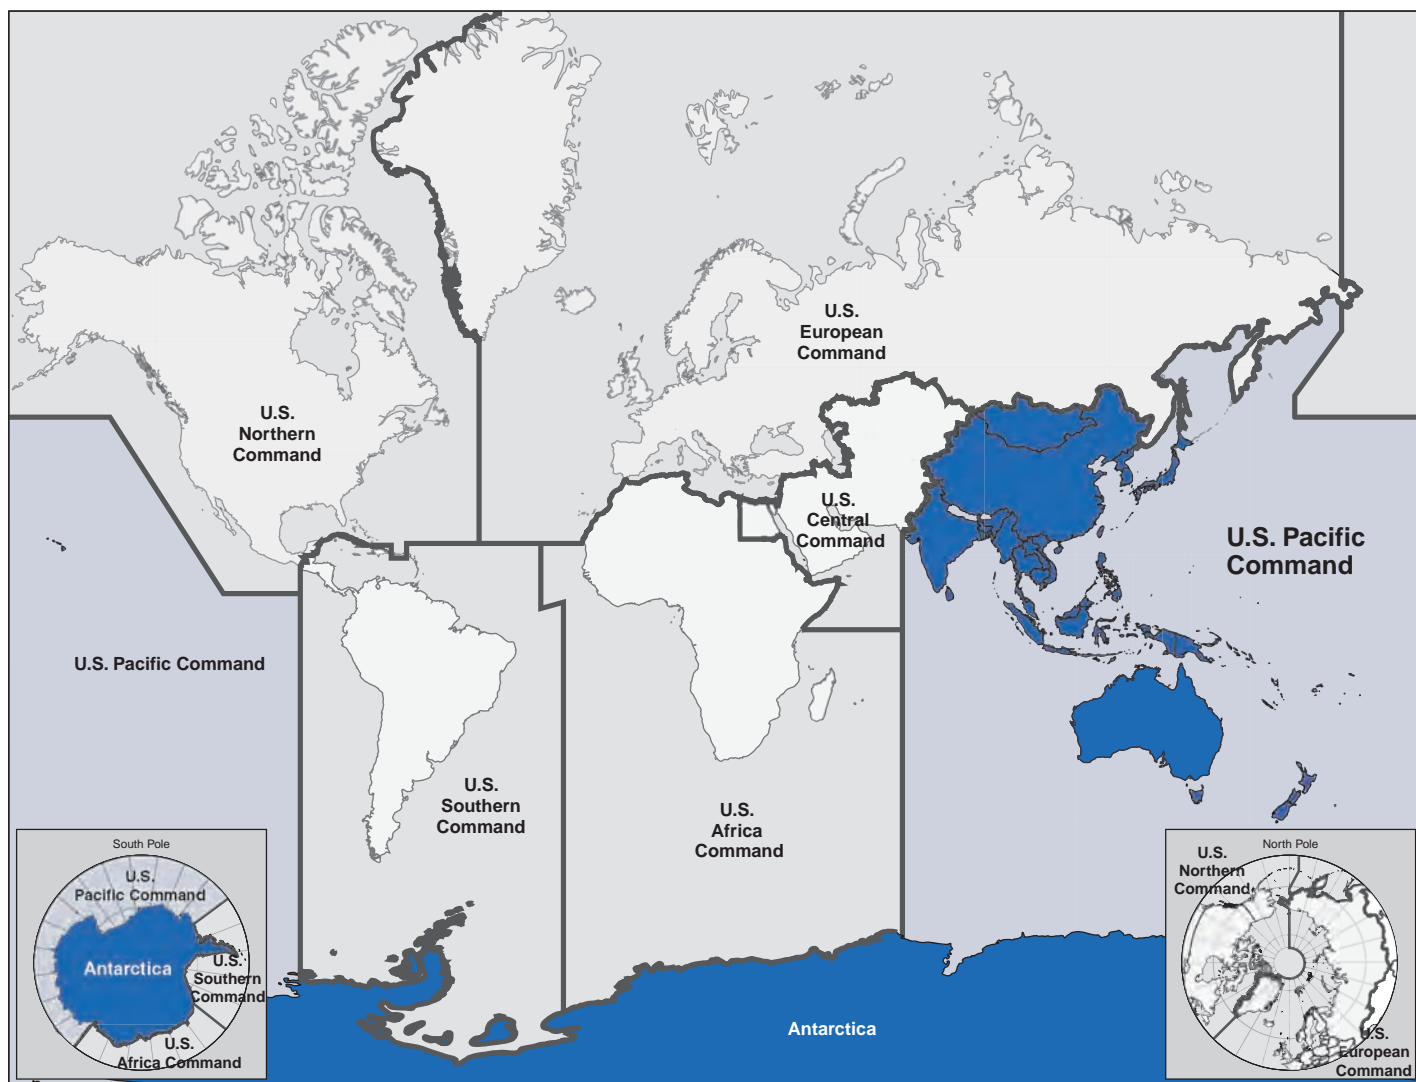 U.S.
European
Command
U.S.
Northern
Command
U.S.
Central
Command
U.S. Pacific
Command
U.S. Pacific Command
U.S.
Southern
Command
U.S.
Africa
Command
South Pole
U.S.
Pacific Command
Antarctica
U.S.
Southern
Command
U.S.
Africa Command
Antarctica
North Pole
U.S.
Northern
Command
U.S.
European
Command